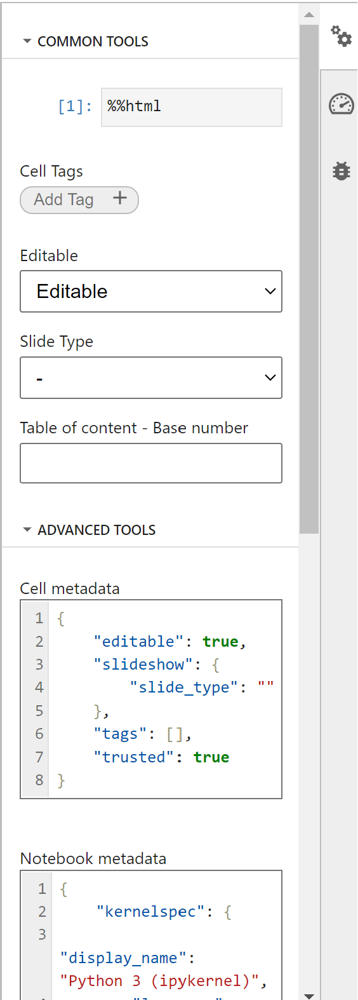 COMMON TOOLS
[1]: %%html
Cell Tags
Add Tag +
Editable
Editable
Slide Type
-
Table of content - Base number
ADVANCED TOOLS
Cell metadata
1 {
2 "editable": true,
3 "slideshow": {
4 "slide_type": ""
5 },
6 "tags": [],
7 "trusted": true
8 }
Notebook metadata
1 {
2 "kernelspec": {
3
"display_name":
"Python 3 (ipykernel)",